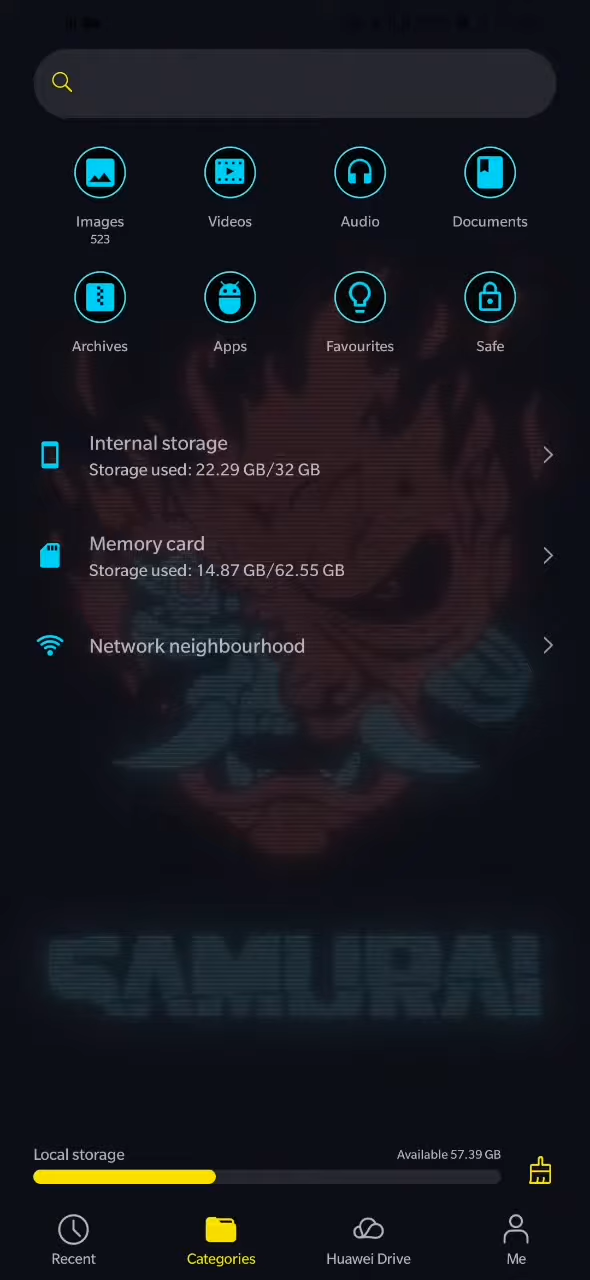 Images
Videos
Audio
Documents
523
Archives
Apps
Favourites
Safe
Internal storage
Storage used: 22.29 GB/32 GB
Memory card
Storage used: 14.87 GB/62.55 GB
Network neighbourhood
SAMURAI
Local storage
Available 57.39 GB
Recent
Categories
Huawei Drive
Me